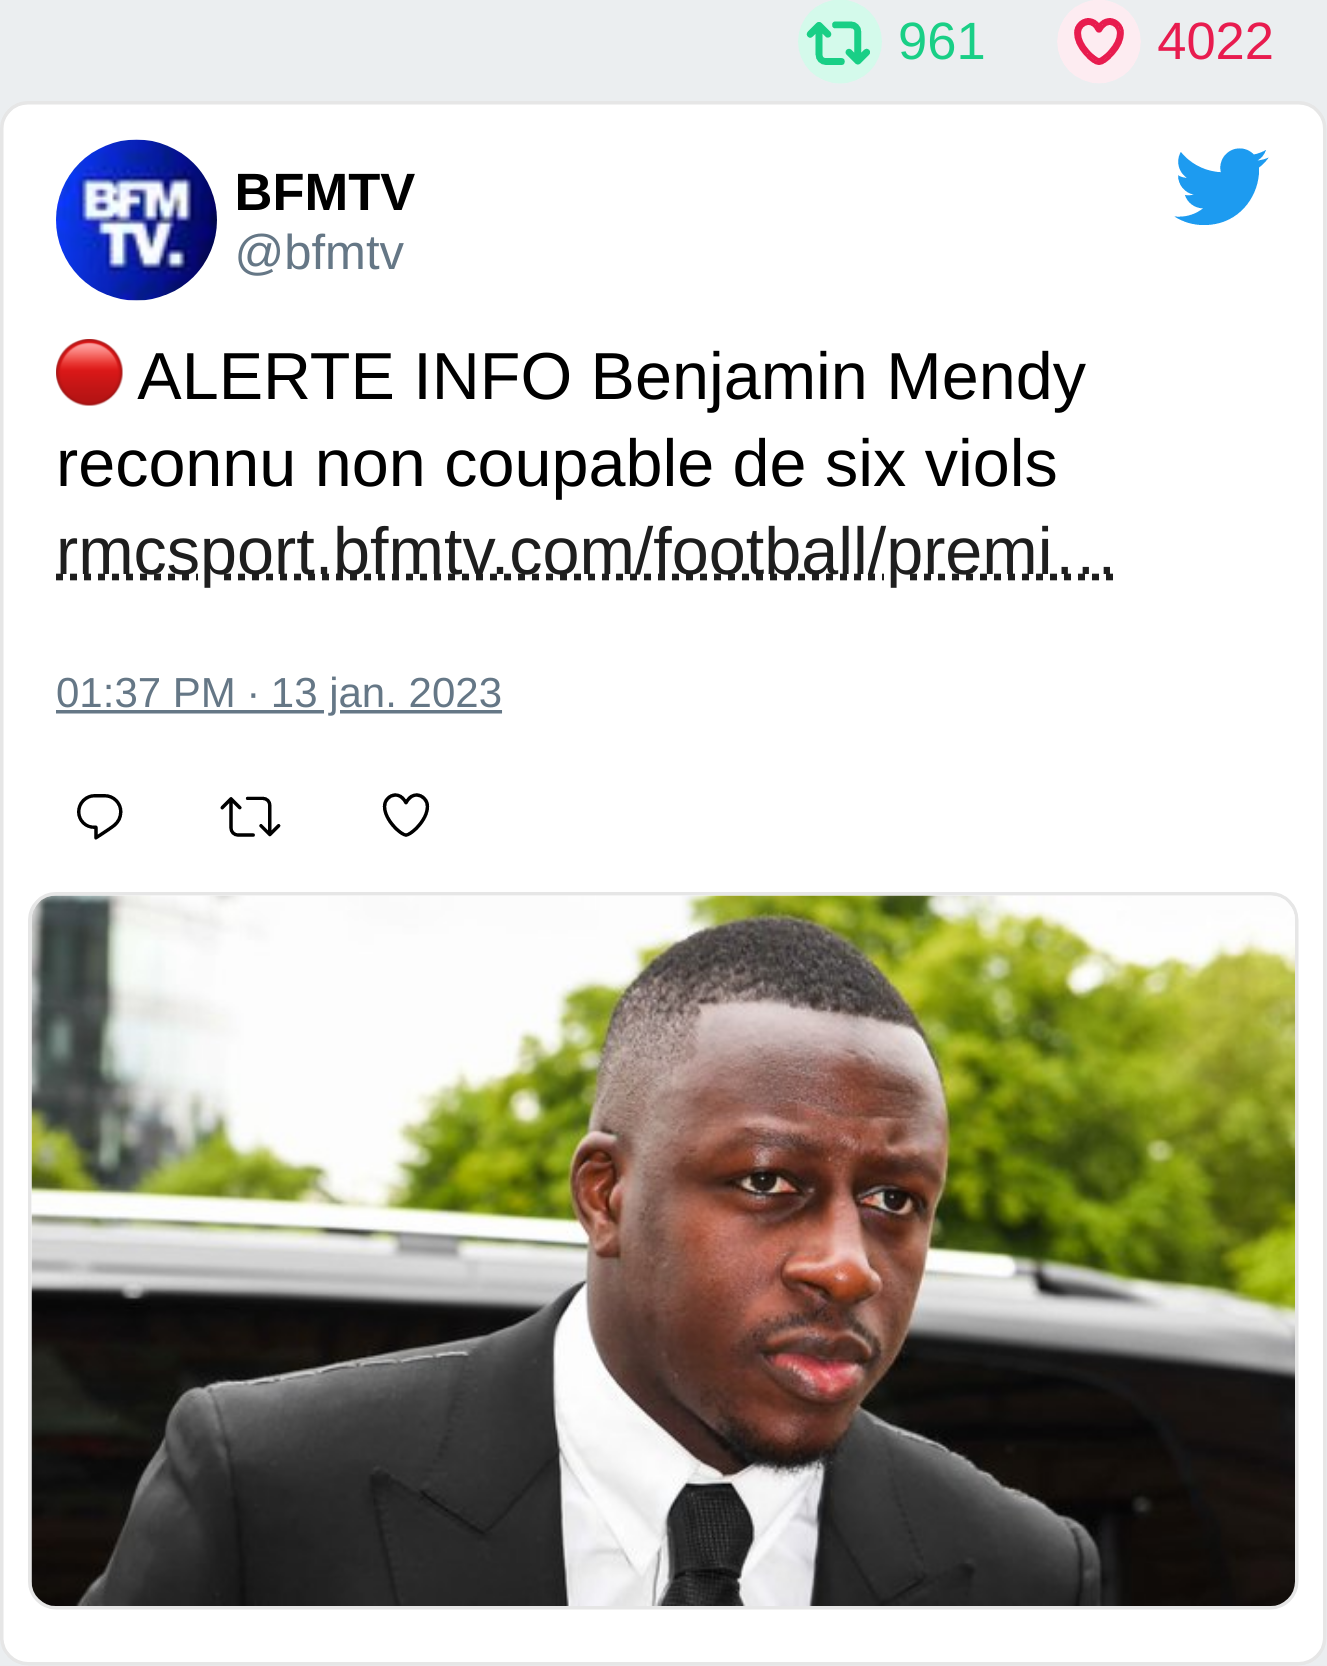 961 4022
BFM
TV.
BFMTV
@bfmtv
🔴 ALERTE INFO Benjamin Mendy
reconnu non coupable de six viols
rmcsport.bfmtv.com/football/premi…
01:37 PM · 13 jan. 2023